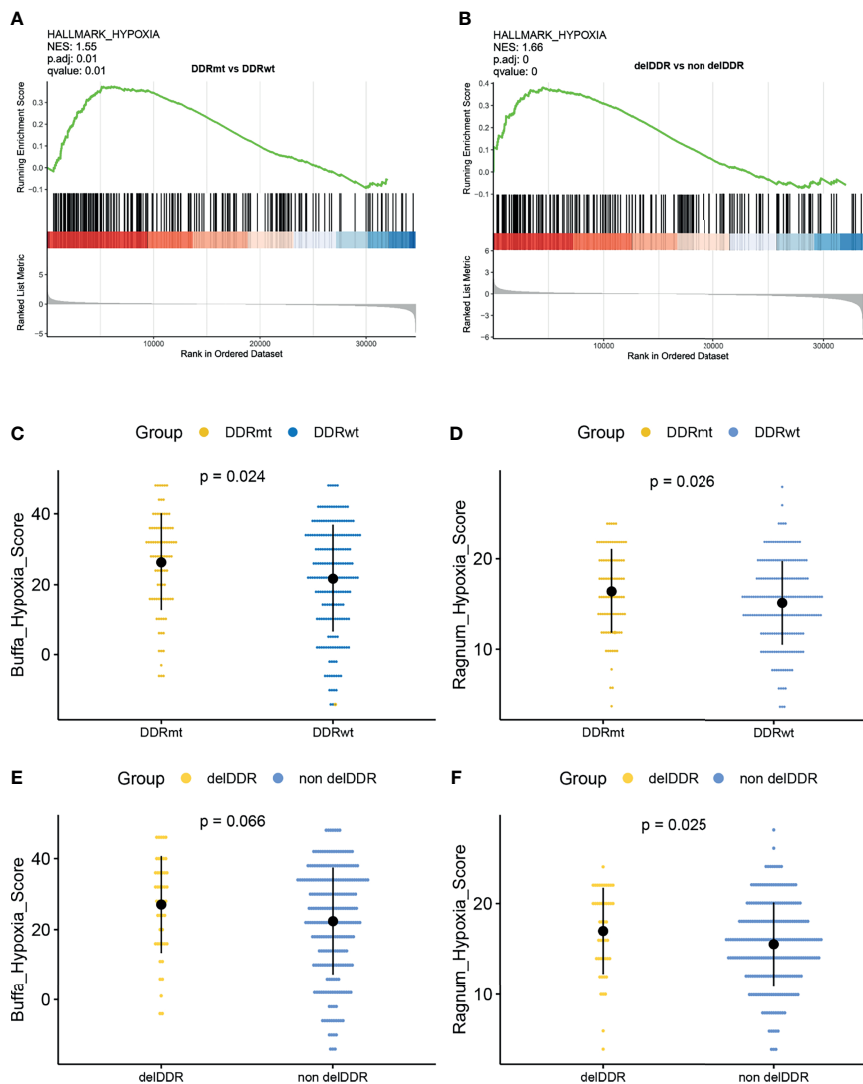 A
HALLMARK_HYPOXIA
NES: 1.55
p.adj: 0.01
qvalue: 0.01
DDRmt vs DDRwt
Running Enrichment Score
0.3
0.2
0.1
0.0
−0.1
Ranked List Metric
5
0
−5
10000 20000 30000
Rank in Ordered Dataset
B
HALLMARK_HYPOXIA
NES: 1.66
p.adj: 0
qvalue: 0
delDDR vs non delDDR
Running Enrichment Score
0.4
0.3
0.2
0.1
0.0
−0.1
Ranked List Metric
6
3
0
−3
−6
10000 20000 30000
Rank in Ordered Dataset
C
Group DDRmt DDRwt
p = 0.024
Buffa_Hypoxia_Score
40
20
0
DDRmt DDRwt
D
Group DDRmt DDRwt
p = 0.026
Ragnum_Hypoxia_Score
20
10
DDRmt DDRwt
E
Group delDDR non delDDR
p = 0.066
Buffa_Hypoxia_Score
40
20
0
delDDR non delDDR
F
Group delDDR non delDDR
p = 0.025
Ragnum_Hypoxia_Score
20
10
delDDR non delDDR